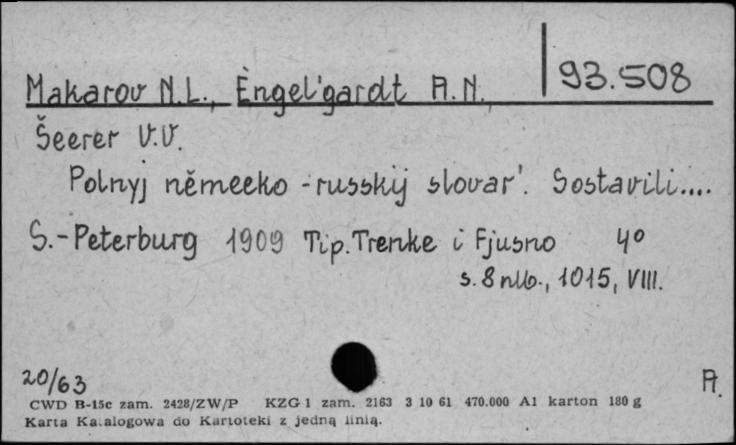 93.508
Makarov N.L., Èngel'gardt A.N.,
Šeerer V.V.
Polnyj němeeko-russkij slovar'. Sostavili....
S.-Peterburg 1909 Tip. Trenke i Fjusno 4°
s. 8 nlb., 1015, VIII.
20/63 A.
CWD B-15c zam. 2428/ZW/P KZG 1 zam. 2163 3 10 61 470.000 A1 karton 180 g
Karta Katalogowa do Kartoteki z jedną linią.